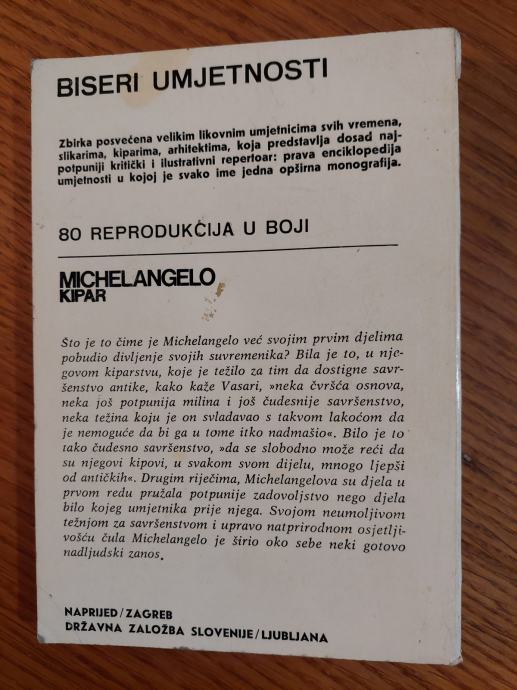 BISERI UMJETNOSTI
Zbirka posvećena velikim likovnim umjetnicima svih vremena,
slikarima, kiparima, arhitektima, koja predstavlja dosad naj-
potpuniji kritički i ilustrativni repertoar: prava enciklopedija
umjetnosti u kojoj je svako ime jedna opširna monografija.
80 REPRODUKCIJA U BOJI
MICHELANGELO
KIPAR
Što je to čime je Michelangelo već svojim prvim djelima
pobudio divljenje svojih suvremenika? Bila je to, u nje-
govom kiparstvu, koje je težilo za tim da dostigne savr-
šenstvo antike, kako kaže Vasari, »neka čvršća osnova,
neka još potpunija milina i još čudesnije savršenstvo,
neka težina koju je on svladavao s takvom lakoćom da
je nemoguće da bi ga u tome itko nadmašio«. Bilo je to
tako čudesno savršenstvo, »da se slobodno može reći da
su njegovi kipovi, u svakom svom dijelu, mnogo ljepši
od antičkih«. Drugim riječima, Michelangelova su djela u
prvom redu pružala potpunije zadovoljstvo nego djela
bilo kojeg umjetnika prije njega. Svojom neumoljivom
težnjom za savršenstvom i upravo natprirodnom osjetlji-
vošću čula Michelangelo je širio oko sebe neki gotovo
nadljudski zanos.
NAPRIJED/ZAGREB
DRŽAVNA ZALOŽBA SLOVENIJE/LJUBLJANA